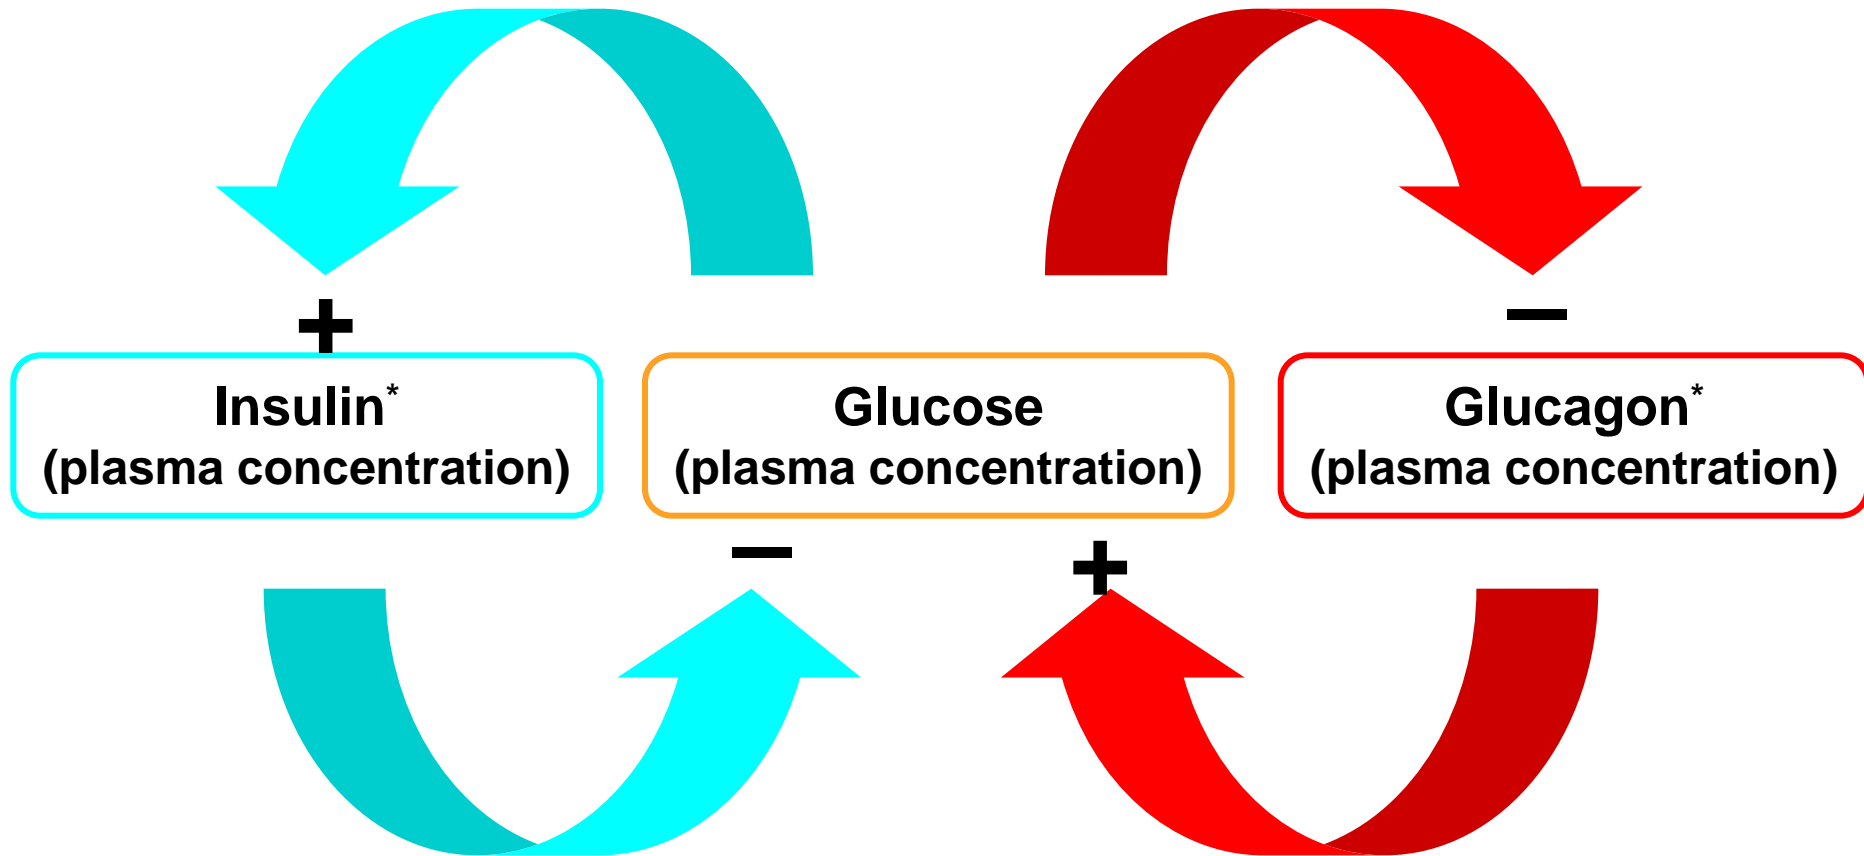 +
–
Insulin*
(plasma concentration)
Glucose
(plasma concentration)
Glucagon*
(plasma concentration)
–
+